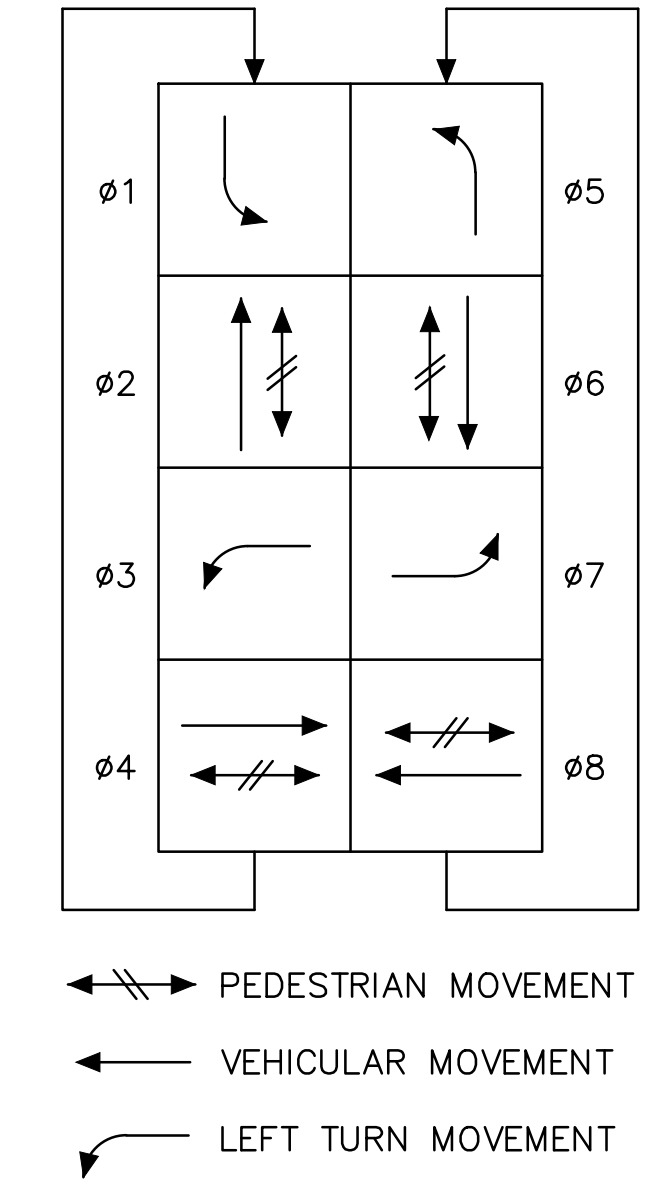 ø1
ø5
ø2
ø6
ø3
ø7
ø4
ø8
PEDESTRIAN MOVEMENT
VEHICULAR MOVEMENT
LEFT TURN MOVEMENT